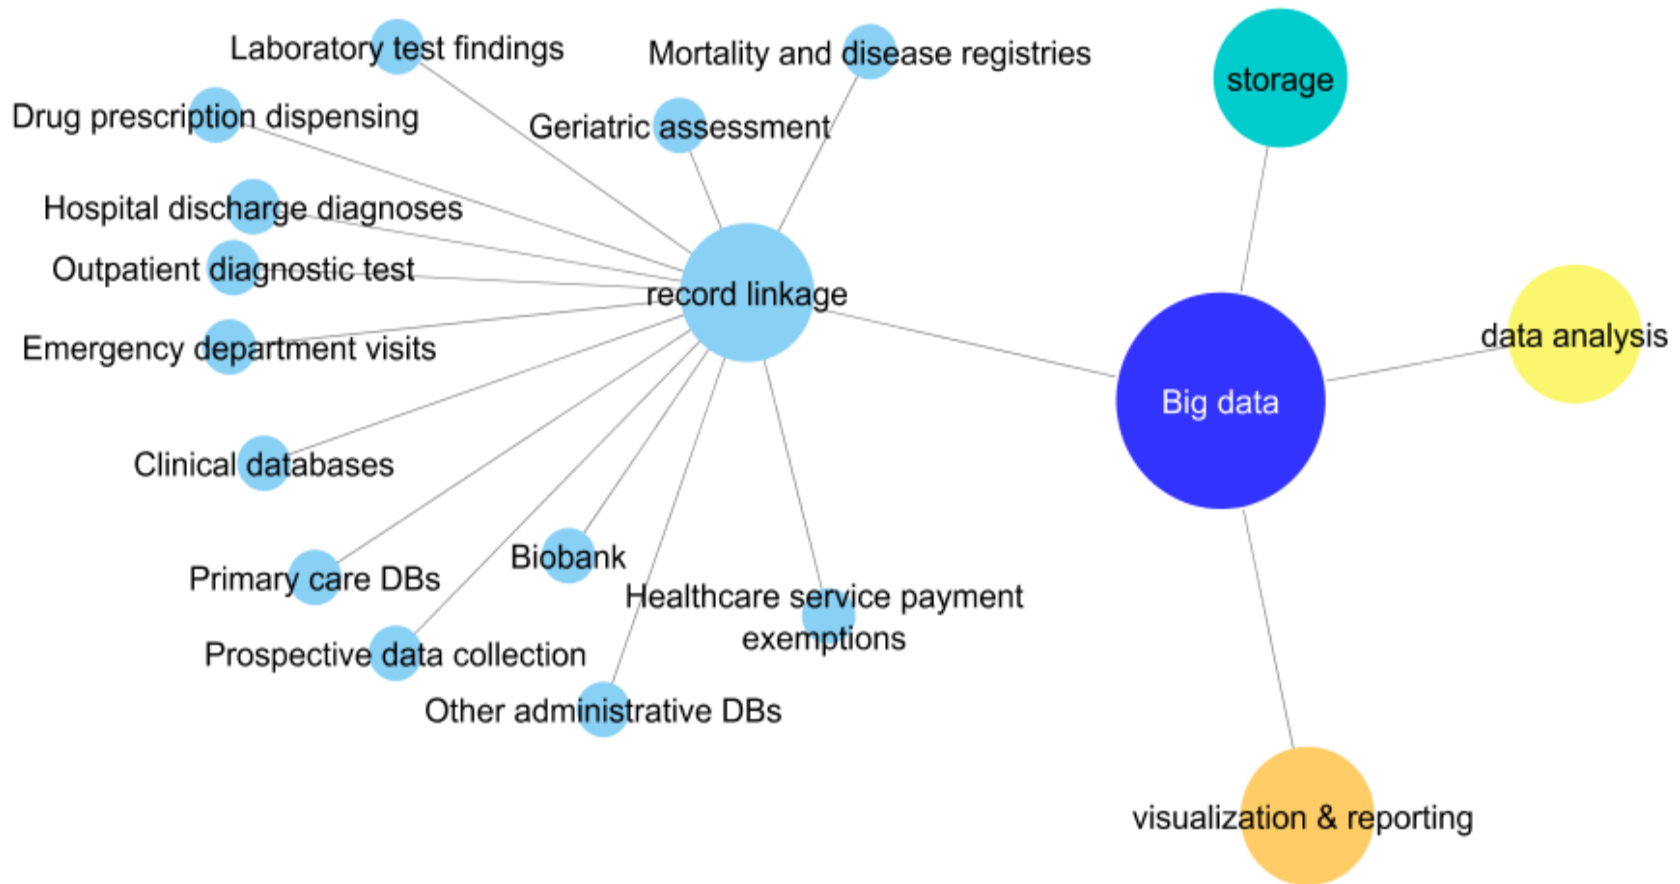 Laboratory test findings
Mortality and disease registries
storage
Drug prescription dispensing
Geriatric assessment
Hospital discharge diagnoses
Outpatient diagnostic test
record linkage
data analysis
Emergency department visits
Big data
Clinical databases
Biobank
Primary care DBs
Healthcare service payment
exemptions
Prospective data collection
Other administrative DBs
visualization & reporting